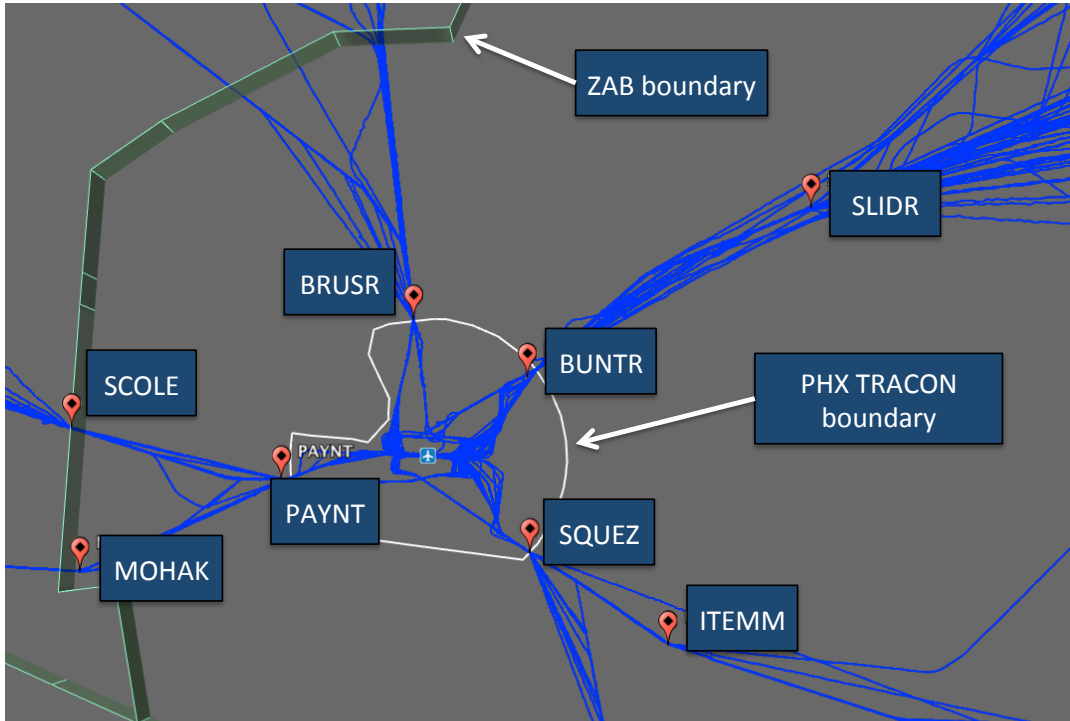 ZAB boundary
SLIDR
BRUSR
BUNTR
SCOLE
PHX TRACON
boundary
PAYNT
PAYNT
SQUEZ
MOHAK
ITEMM